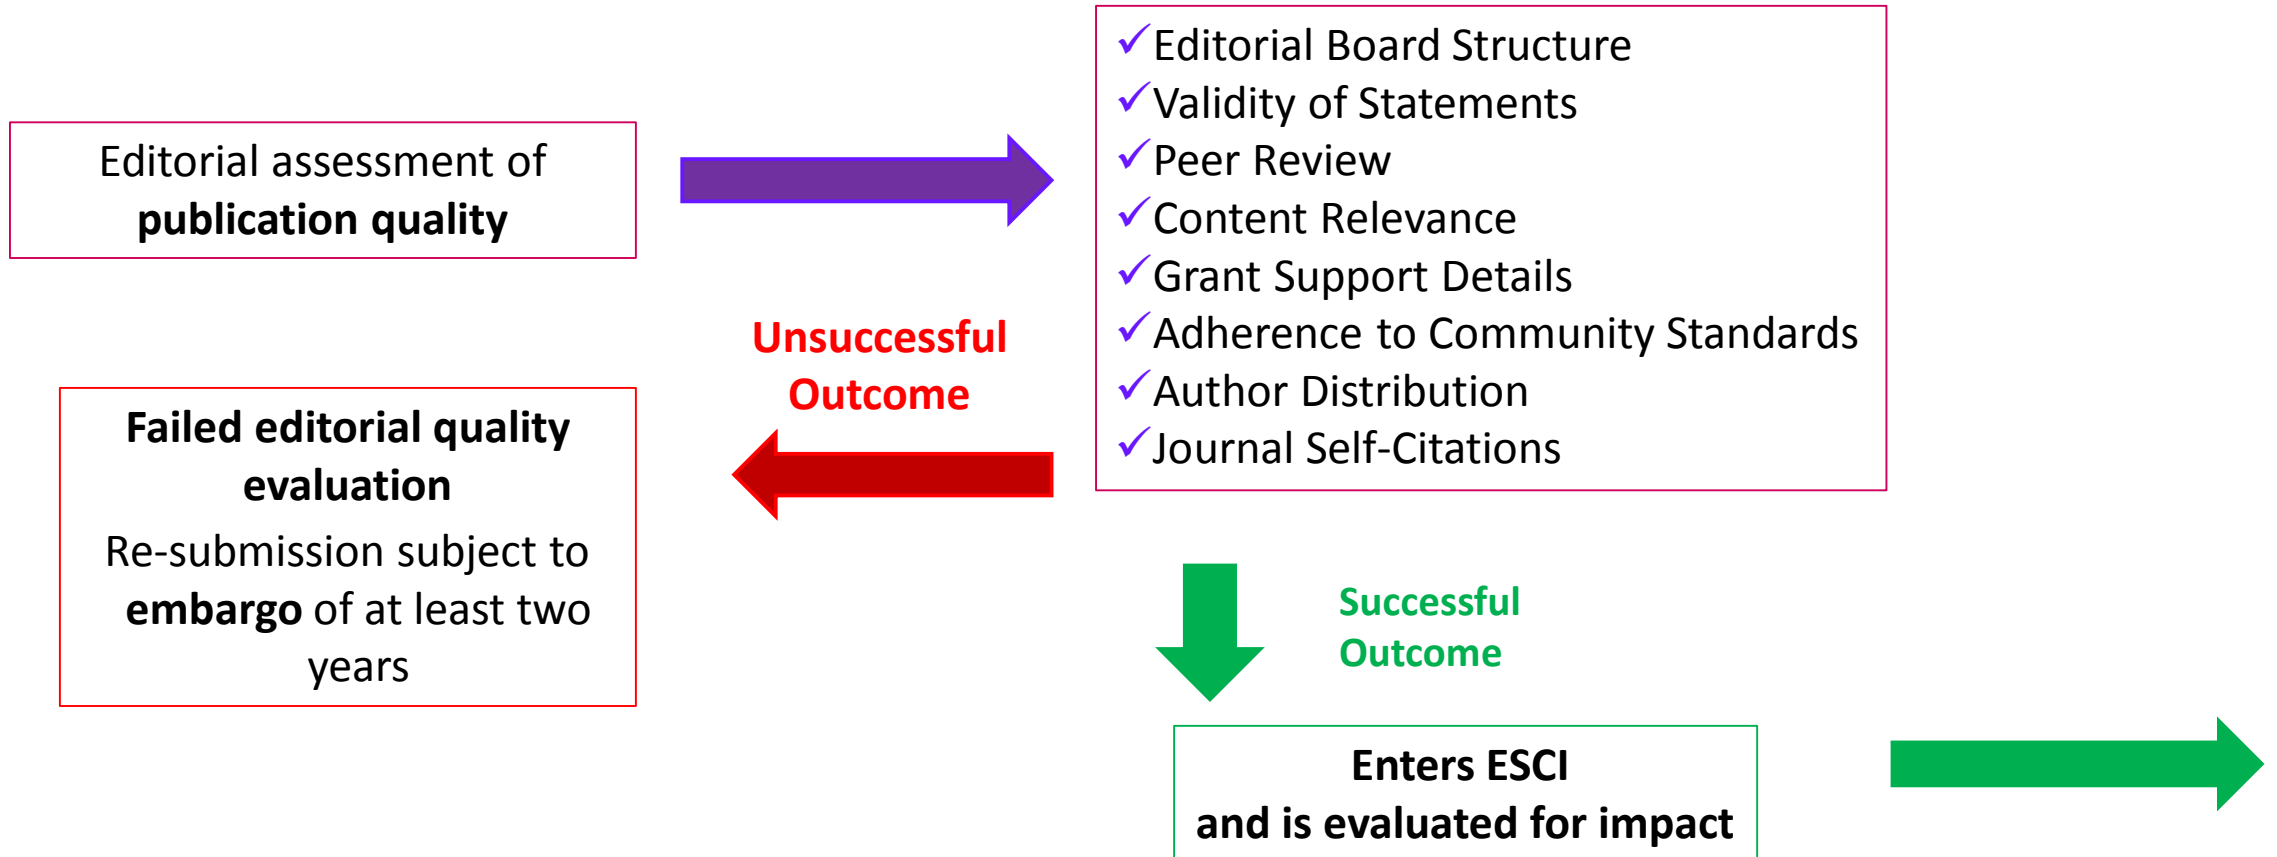 Editorial assessment of
publication quality
✓Editorial Board Structure
✓Validity of Statements
✓Peer Review
✓Content Relevance
✓Grant Support Details
✓Adherence to Community Standards
✓Author Distribution
✓Journal Self-Citations
Unsuccessful
Outcome
Failed editorial quality
evaluation
Re-submission subject to
embargo of at least two
years
Successful
Outcome
Enters ESCI
and is evaluated for impact